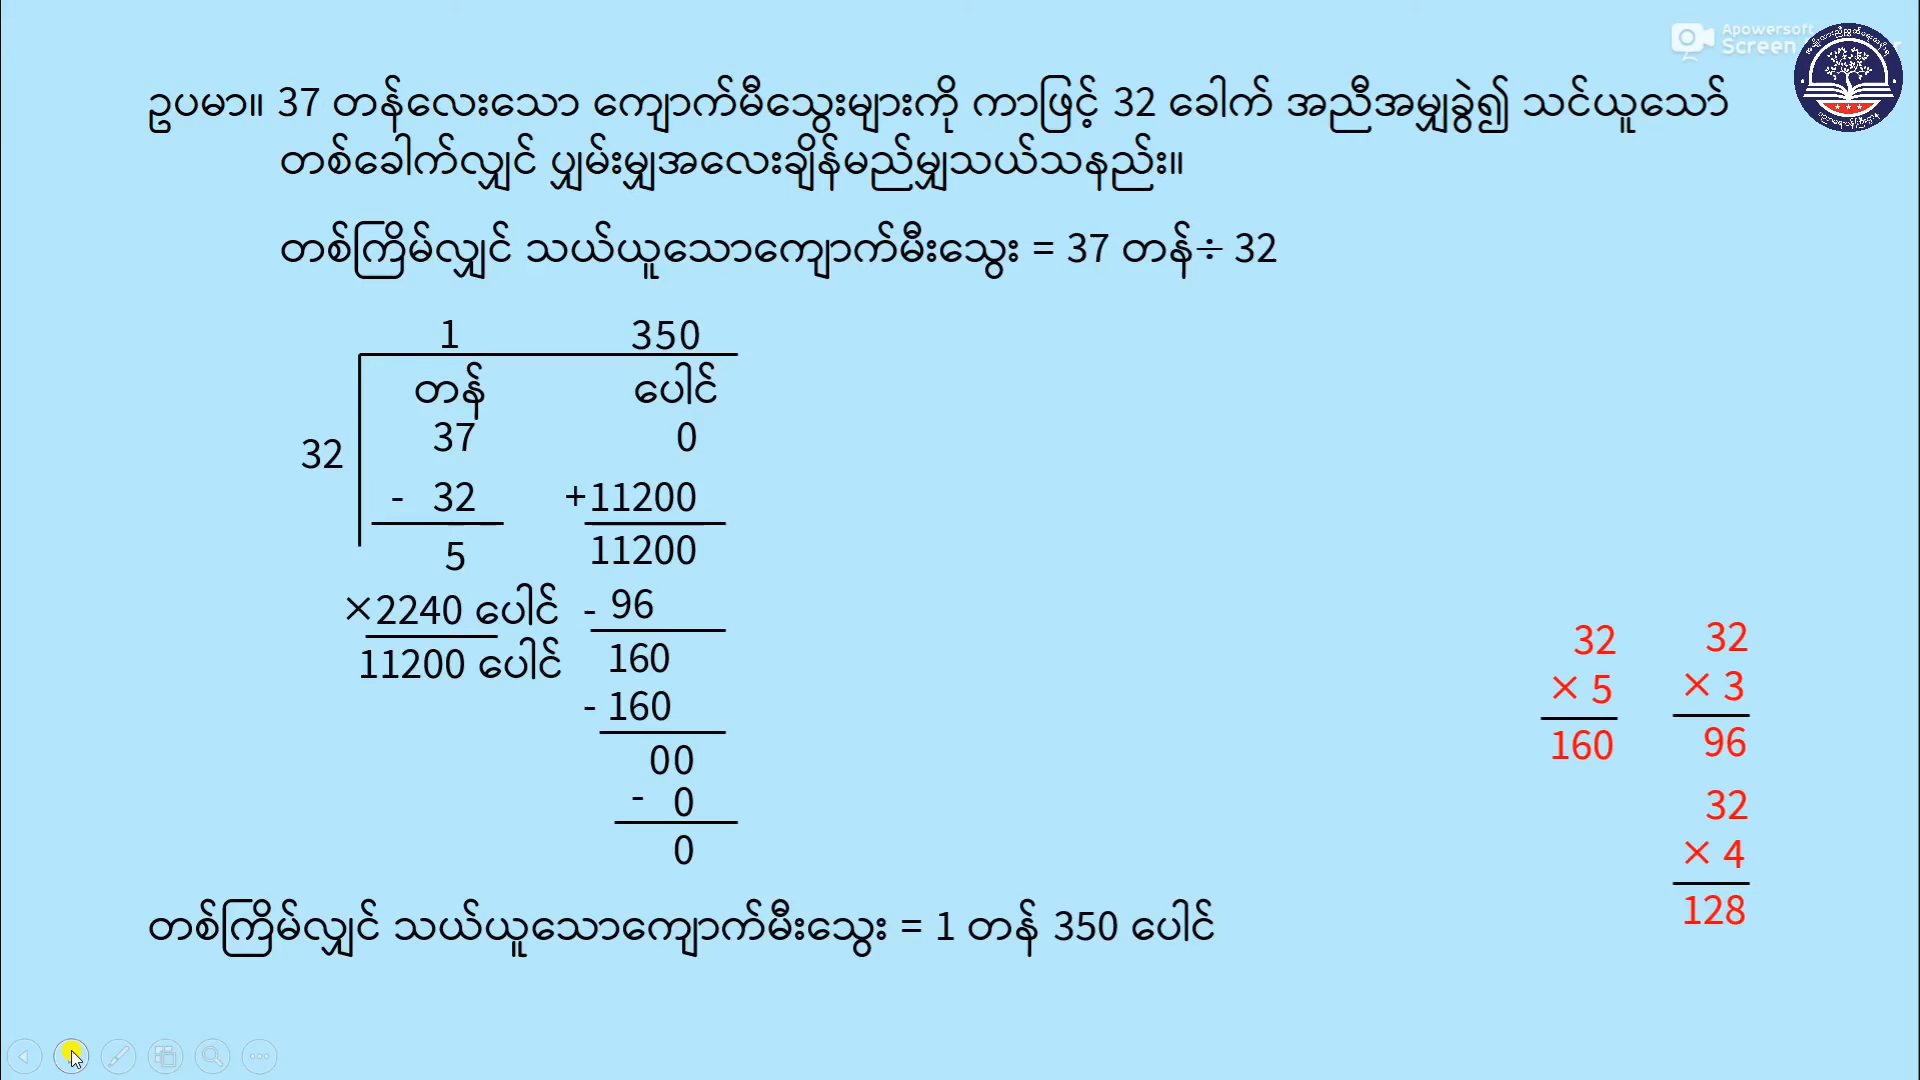 Apowersoft
Screen
ဥပမာ။ 37 တန်လေးသော ကျောက်မီသွေးများကို ကာဖြင့် 32 ခေါက် အညီအမျှခွဲ၍ သင်ယူသော်
တစ်ခေါက်လျှင် ပျှမ်းမျှအလေးချိန်မည်မျှသယ်သနည်း။
တစ်ကြိမ်လျှင် သယ်ယူသောကျောက်မီးသွေး = 37 တန်÷ 32
1 350
တန် ပေါင်
37 0
32
- 32 +11200
5 11200
×2240 ပေါင် - 96
11200 ပေါင် 160
- 160
00
- 0
0
32 32
× 5 × 3
160 96
32
× 4
128
တစ်ကြိမ်လျှင် သယ်ယူသောကျောက်မီးသွေး = 1 တန် 350 ပေါင်